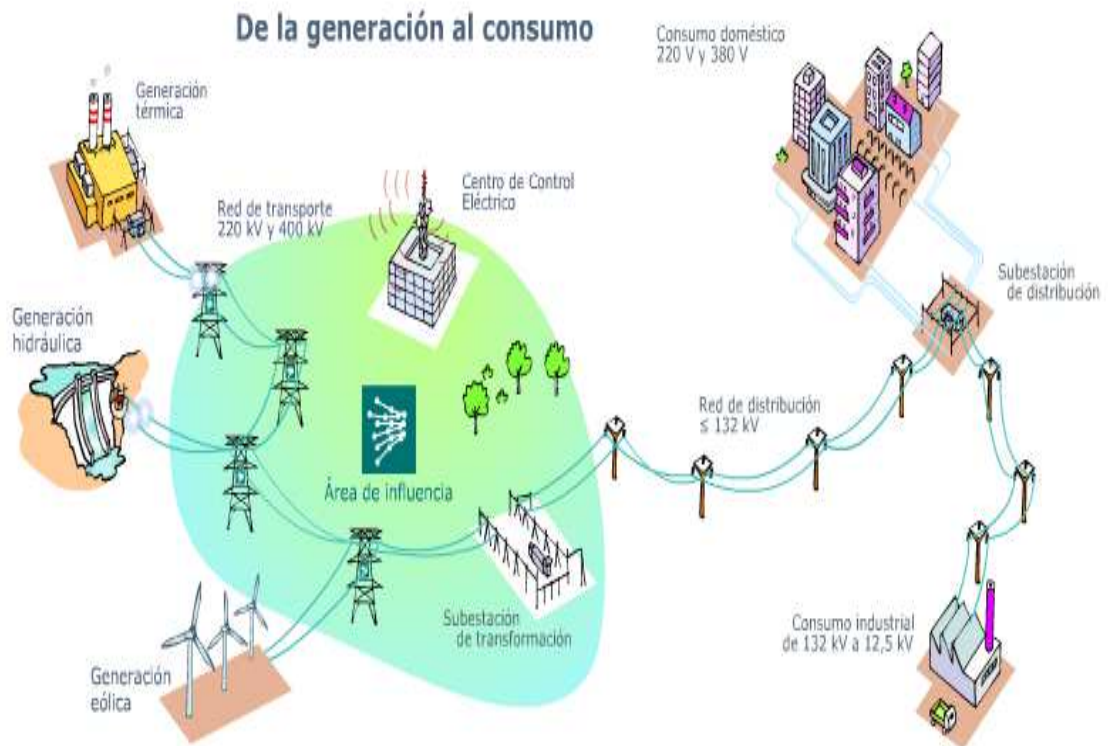 De la generación al consumo
Consumo doméstico
220 V y 380 V
Generación
térmica
Red de transporte
220 kV y 400 kV
Centro de Control
Eléctrico
Subestación
de distribución
Generación
hidráulica
Red de distribución
≤ 132 kV
Área de influencia
Subestación
de transformación
Consumo industrial
de 132 kV a 12,5 kV
Generación
eólica